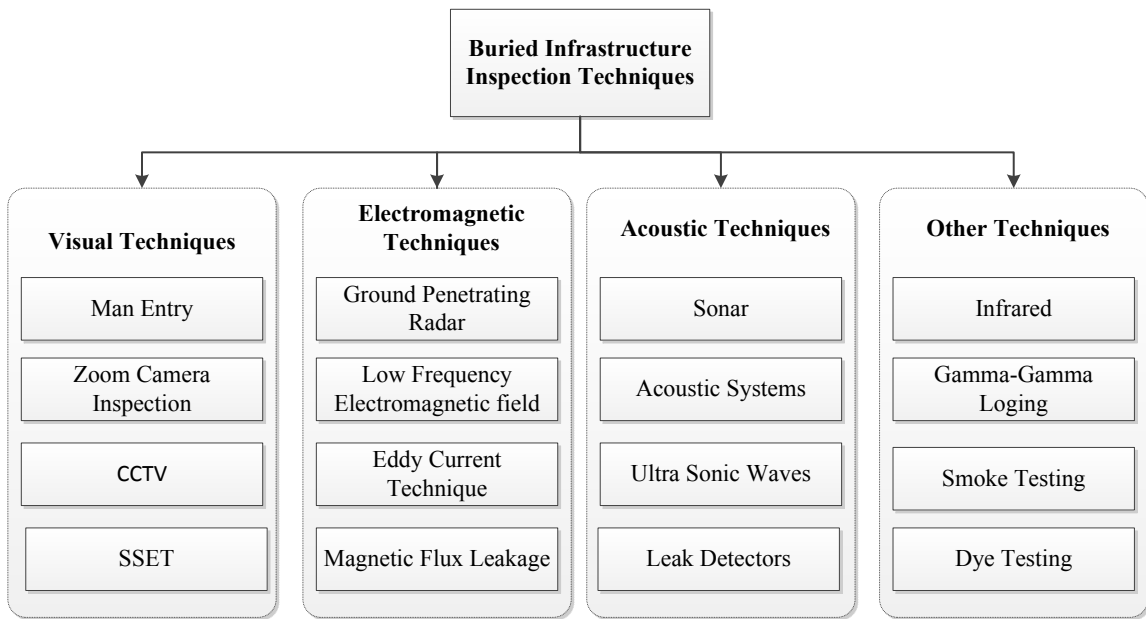 Buried Infrastructure
Inspection Techniques
Visual Techniques
Man Entry
Zoom Camera
Inspection
CCTV
SSET
Electromagnetic
Techniques
Ground Penetrating
Radar
Low Frequency
Electromagnetic field
Eddy Current
Technique
Magnetic Flux Leakage
Acoustic Techniques
Sonar
Acoustic Systems
Ultra Sonic Waves
Leak Detectors
Other Techniques
Infrared
Gamma-Gamma
Loging
Smoke Testing
Dye Testing